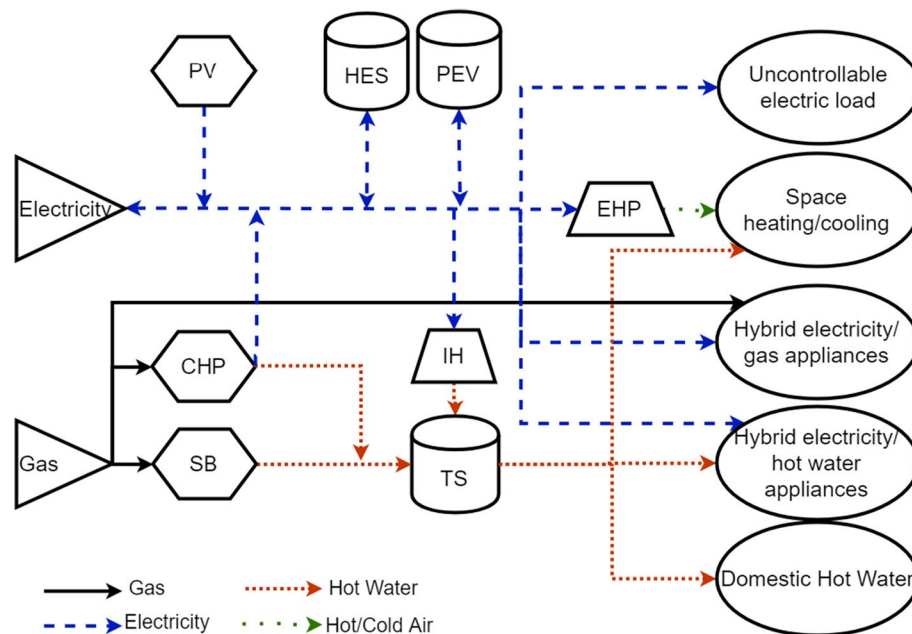 PV
HES
PEV
Uncontrollable
electric load
Electricity
EHP
Space
heating/cooling
Hybrid electricity/
gas appliances
CHP
IH
Gas
SB
TS
Hybrid electricity/
hot water
appliances
Domestic Hot Water
Gas
Hot Water
Electricity
Hot/Cold Air